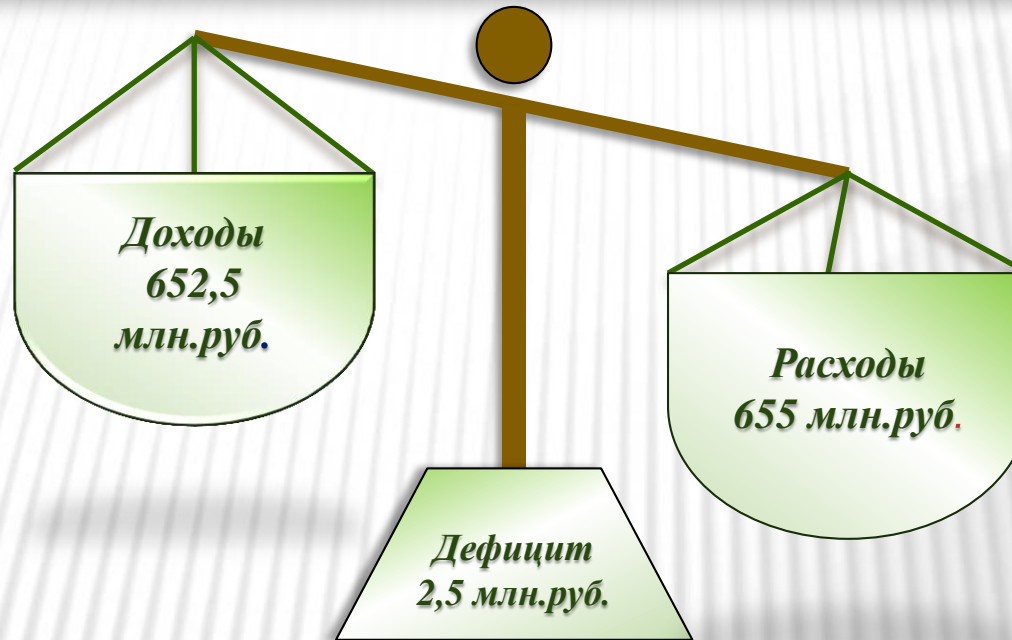 Доходы
652,5
млн.руб.
Расходы
655 млн.руб.
Дефицит
2,5 млн.руб.